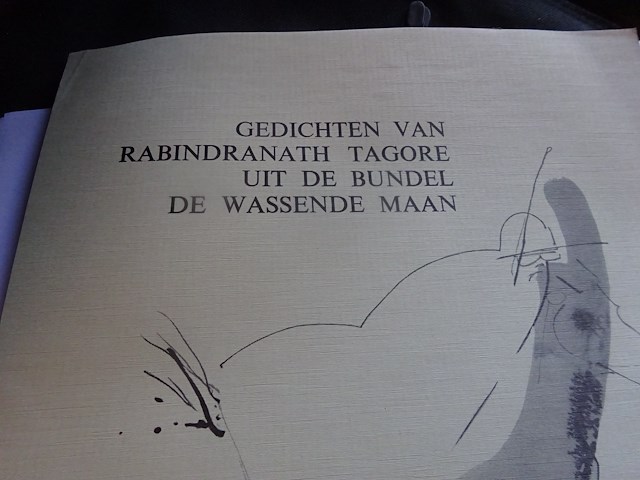 GEDICHTEN VAN
RABINDRANATH TAGORE
UIT DE BUNDEL
DE WASSENDE MAAN